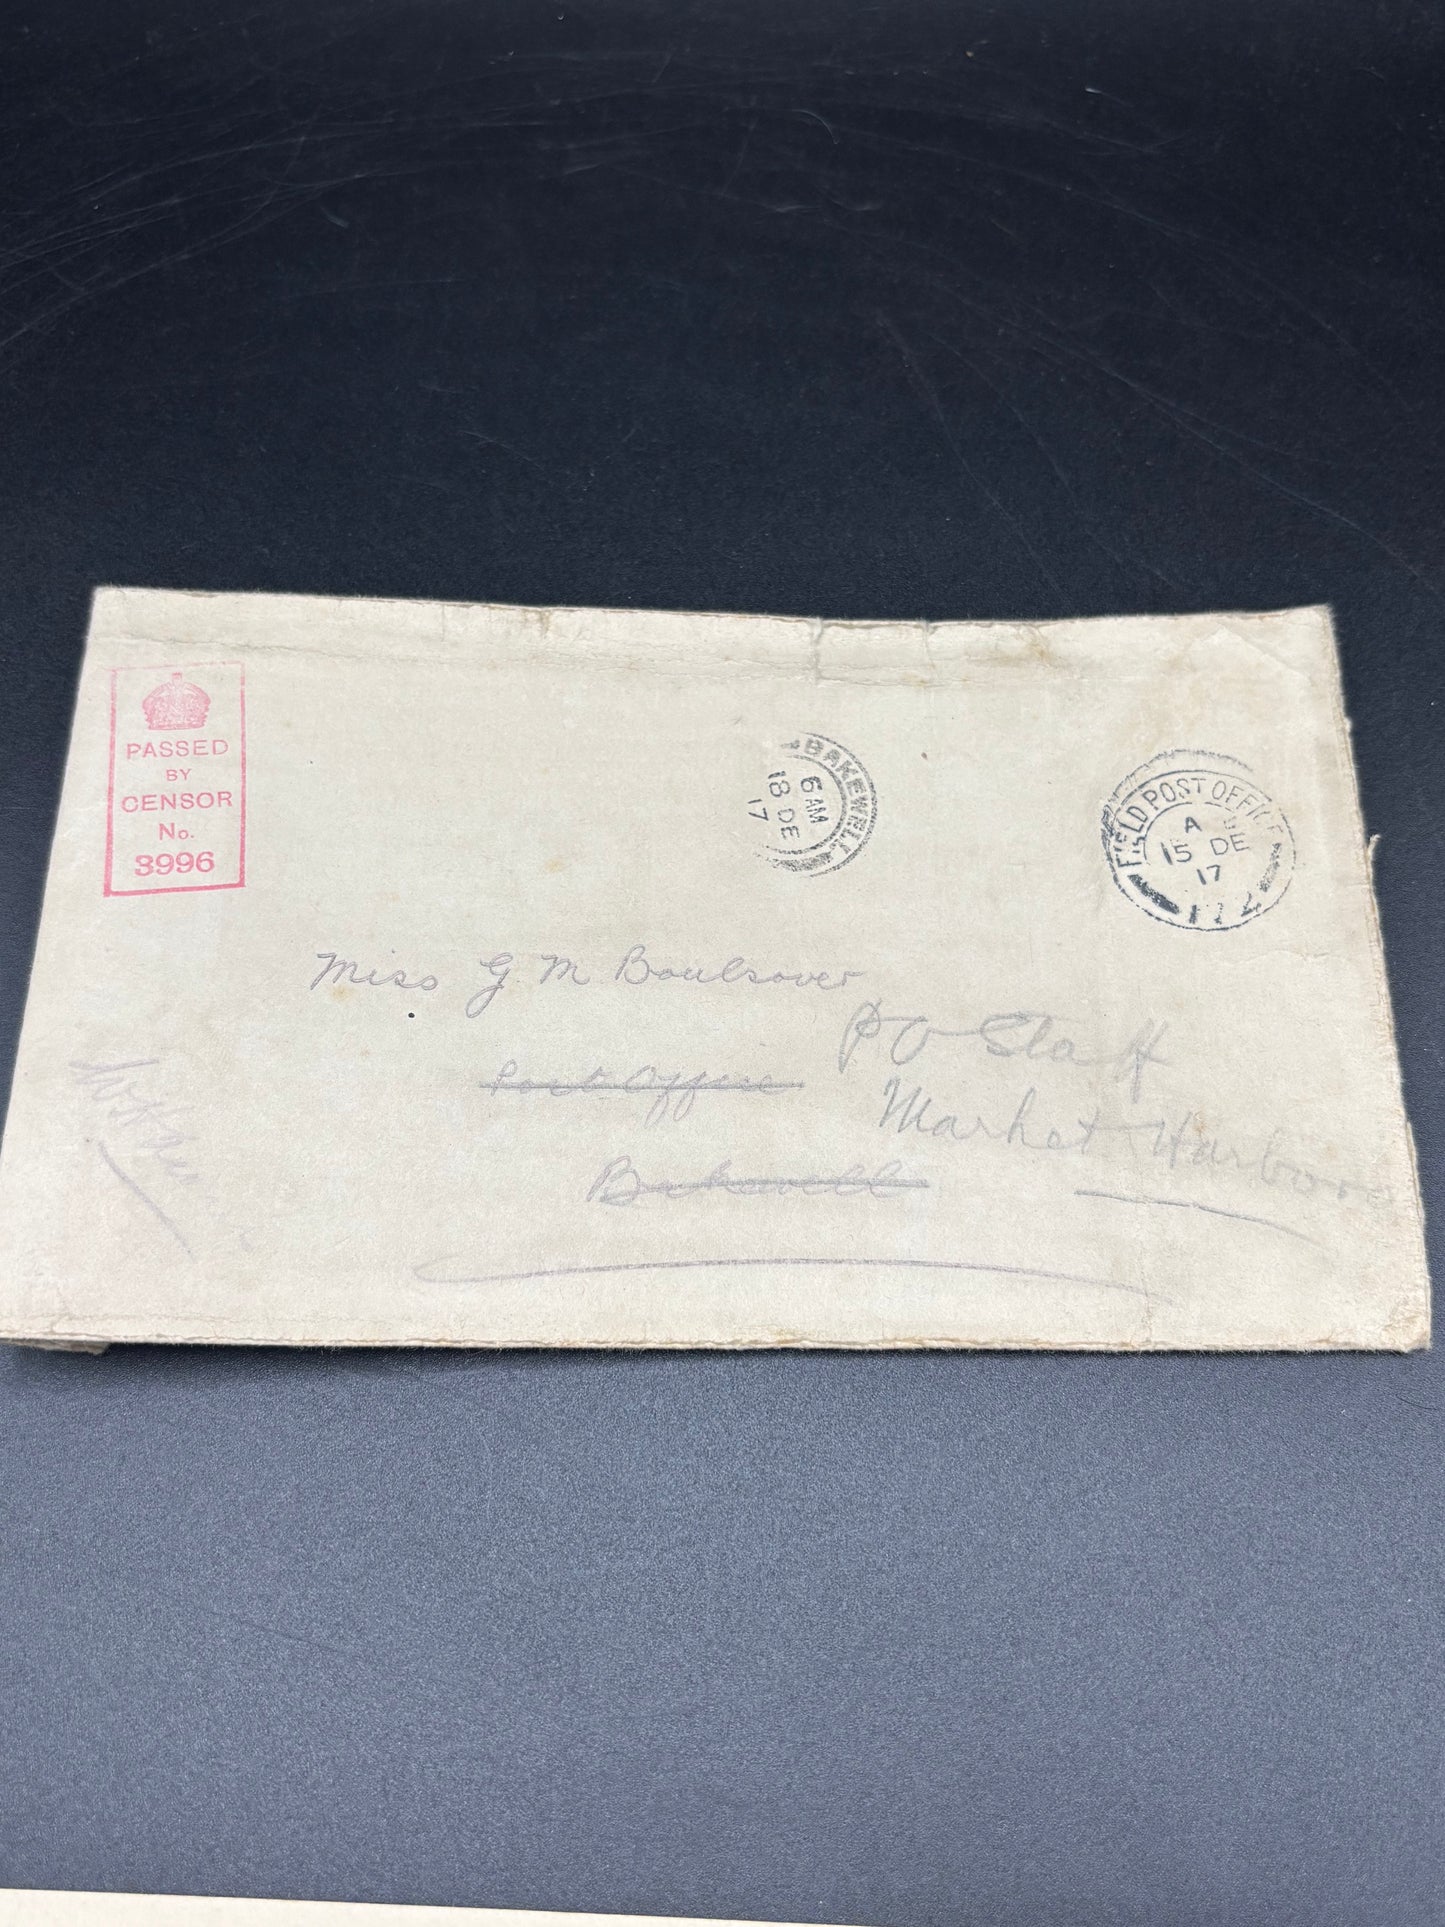 PASSED
BY
CENSOR
No.
3996
BAKEWELL
6 AM
18 DE
17
FIELD POST OFFICE
A
15 DE
17
Miss G M Boulsover
Post Office
Bakewell
P O Staff
Market Harboro